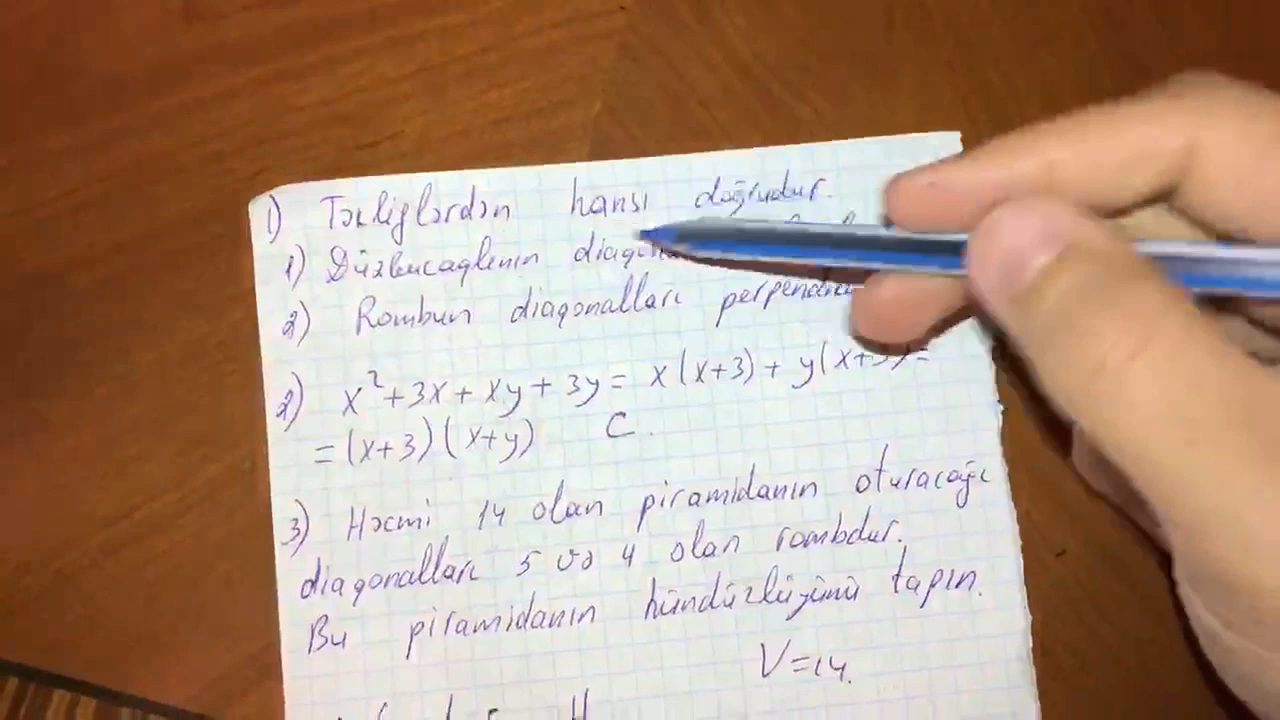 1) Təkliflərdən hansı doğrudur.
1) Düzbucaqlının
2) Rombun diaqonalları
2) x² + 3x + xy + 3y = x(x+3) + y(x+3) =
= (x+3)(x+y) C.
3) Həcmi 14 olan piramidanın oturacağı
diaqonalları 5 və 4 olan rombdur.
Bu piramidanın hündürlüyünü tapın.
V=14.